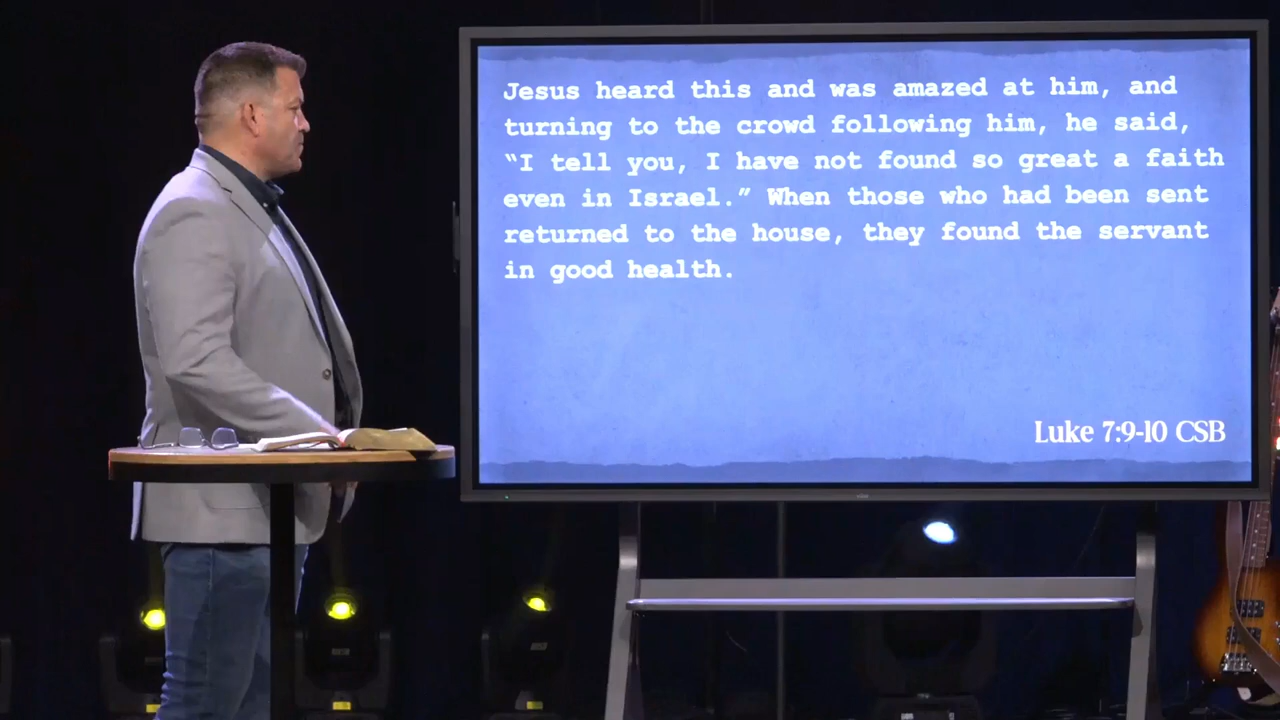 Jesus heard this and was amazed at him, and
turning to the crowd following him, he said,
“I tell you, I have not found so great a faith
even in Israel.” When those who had been sent
returned to the house, they found the servant
in good health.
Luke 7:9-10 CSB